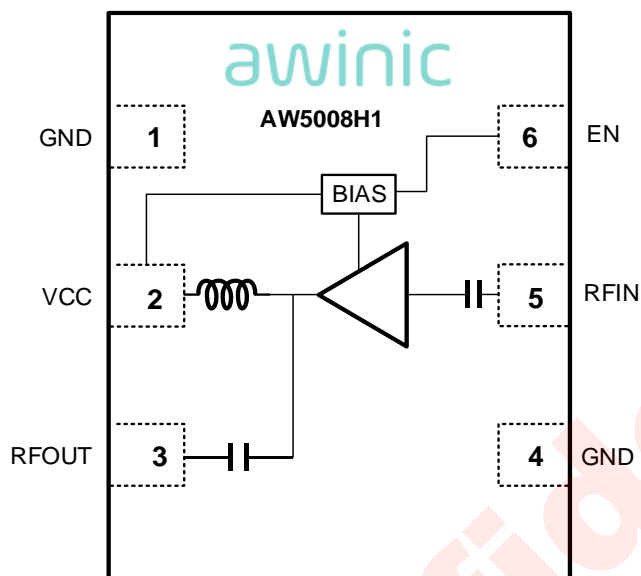 awinic
AW5008H1
GND 1
6 EN
BIAS
VCC 2
5 RFIN
RFOUT 3
4 GND